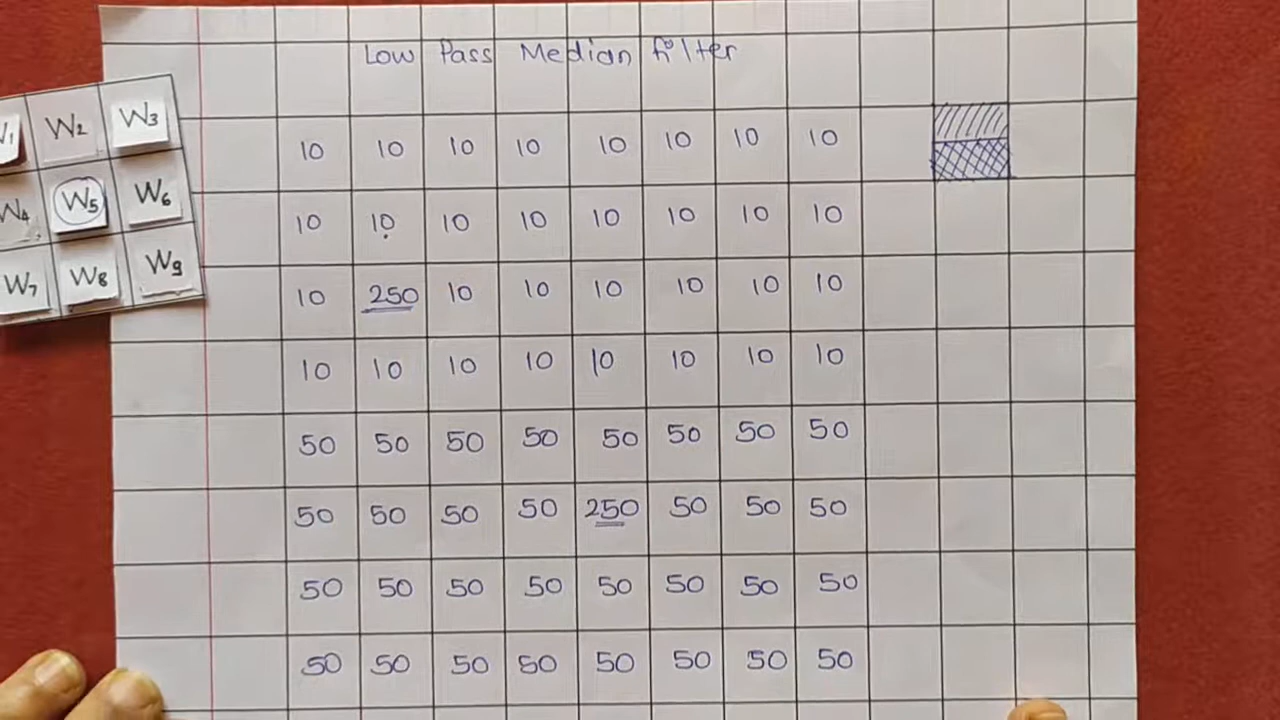 Low Pass Median filter
W2 W3
W4 W5 W6
W7 W8 W9
10 10 10 10 10 10 10 10
10 10 10 10 10 10 10 10
10 250 10 10 10 10 10 10
10 10 10 10 10 10 10 10
50 50 50 50 50 50 50 50
50 50 50 50 250 50 50 50
50 50 50 50 50 50 50 50
50 50 50 50 50 50 50 50